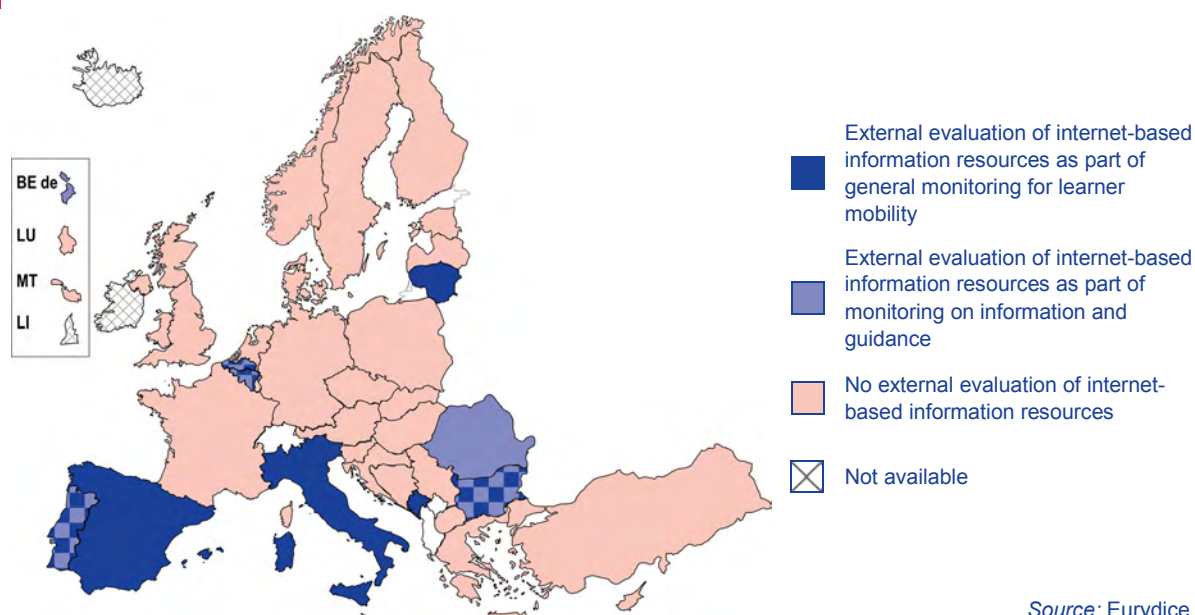 BE de
LU
MT
LI
External evaluation of internet-based
information resources as part of
general monitoring for learner
mobility
External evaluation of internet-based
information resources as part of
monitoring on information and
guidance
No external evaluation of internet-
based information resources
Not available
Source: Eurydice